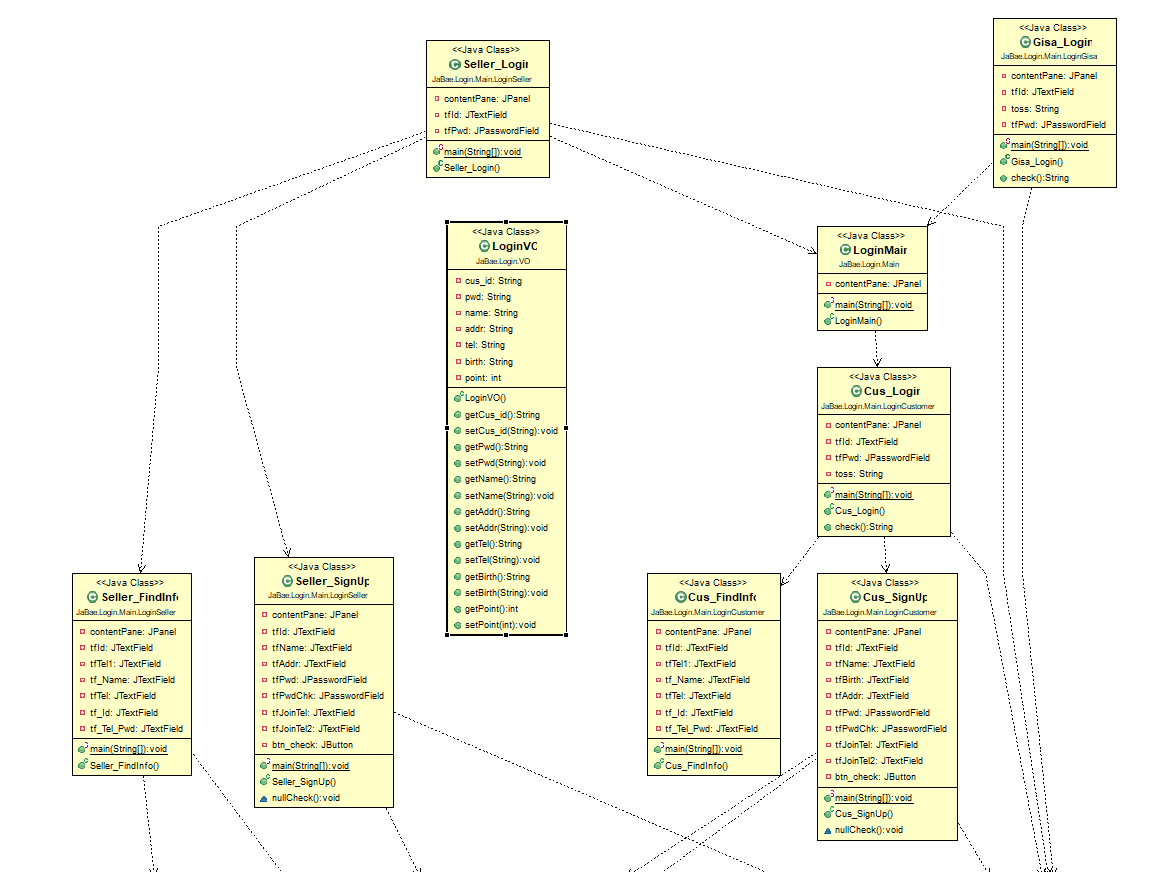 <<Java Class>>
Seller_Login
JaBae.Login.Main.LoginSeller
contentPane: JPanel
tfId: JTextField
tfPwd: JPasswordField
main(String[]):void
Seller_Login()
<<Java Class>>
Gisa_Login
JaBae.Login.Main.LoginGisa
contentPane: JPanel
tfId: JTextField
toss: String
tfPwd: JPasswordField
main(String[]):void
Gisa_Login()
check():String
<<Java Class>>
LoginVO
JaBae.Login.VO
cus_id: String
pwd: String
name: String
addr: String
tel: String
birth: String
point: int
LoginVO()
getCus_id():String
setCus_id(String):void
getPwd():String
setPwd(String):void
getName():String
setName(String):void
getAddr():String
setAddr(String):void
getTel():String
setTel(String):void
getBirth():String
setBirth(String):void
getPoint():int
setPoint(int):void
<<Java Class>>
LoginMain
JaBae.Login.Main
contentPane: JPanel
main(String[]):void
LoginMain()
<<Java Class>>
Cus_Login
JaBae.Login.Main.LoginCustomer
contentPane: JPanel
tfId: JTextField
tfPwd: JPasswordField
toss: String
main(String[]):void
Cus_Login()
check():String
<<Java Class>>
Seller_FindInfo
JaBae.Login.Main.LoginSeller
contentPane: JPanel
tfId: JTextField
tfTel1: JTextField
tf_Name: JTextField
tfTel: JTextField
tf_Id: JTextField
tf_Tel_Pwd: JTextField
main(String[]):void
Seller_FindInfo()
<<Java Class>>
Seller_SignUp
JaBae.Login.Main.LoginSeller
contentPane: JPanel
tfId: JTextField
tfName: JTextField
tfAddr: JTextField
tfPwd: JPasswordField
tfPwdChk: JPasswordField
tfJoinTel: JTextField
tfJoinTel2: JTextField
btn_check: JButton
main(String[]):void
Seller_SignUp()
nullCheck():void
<<Java Class>>
Cus_FindInfo
JaBae.Login.Main.LoginCustomer
contentPane: JPanel
tfId: JTextField
tfTel1: JTextField
tf_Name: JTextField
tfTel: JTextField
tf_Id: JTextField
tf_Tel_Pwd: JTextField
main(String[]):void
Cus_FindInfo()
<<Java Class>>
Cus_SignUp
JaBae.Login.Main.LoginCustomer
contentPane: JPanel
tfId: JTextField
tfName: JTextField
tfBirth: JTextField
tfAddr: JTextField
tfPwd: JPasswordField
tfPwdChk: JPasswordField
tfJoinTel: JTextField
tfJoinTel2: JTextField
btn_check: JButton
main(String[]):void
Cus_SignUp()
nullCheck():void